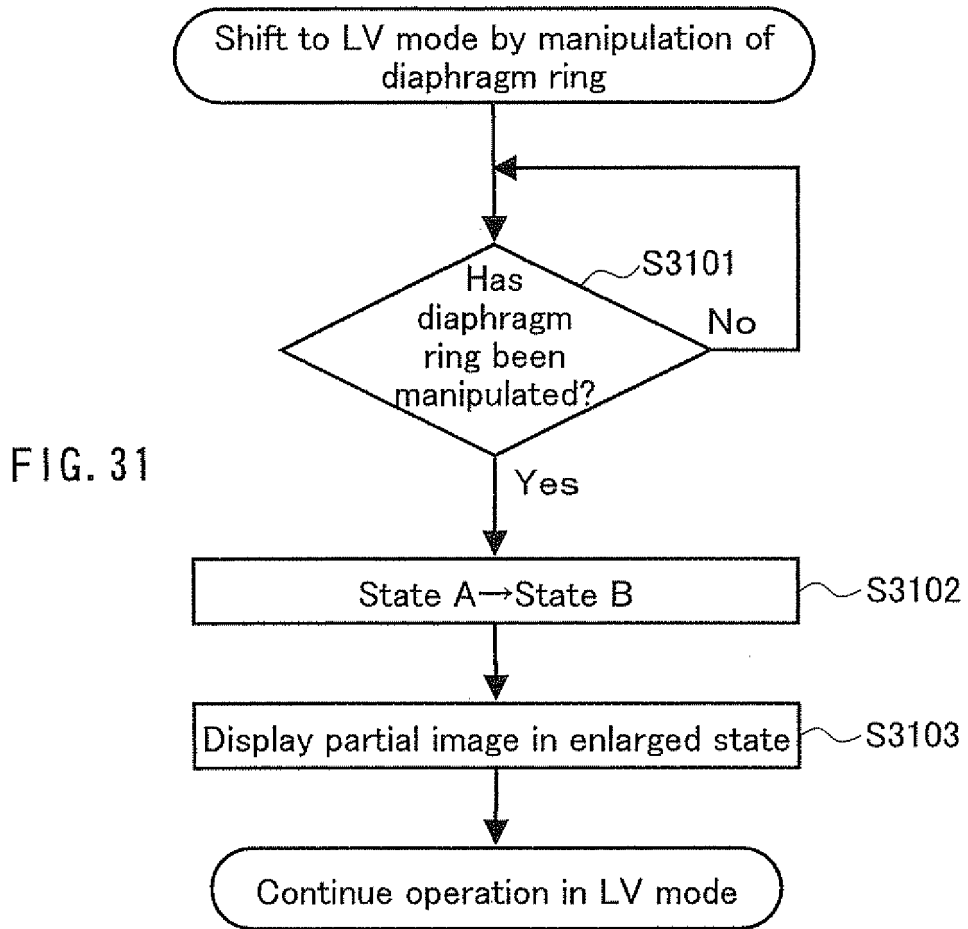 Shift to LV mode by manipulation of
diaphragm ring
S3101
Has
diaphragm
ring been
manipulated?
No
FIG. 31
Yes
State A→State B
S3102
Display partial image in enlarged state
S3103
Continue operation in LV mode